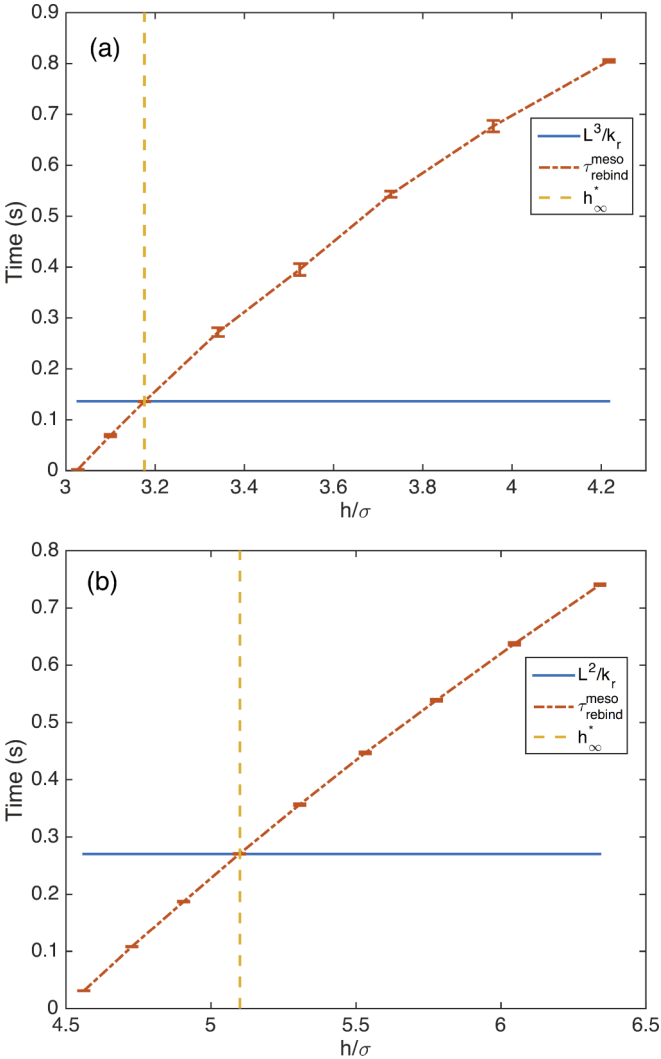 (a)
Time (s)
0.9
0.8
0.7
0.6
0.5
0.4
0.3
0.2
0.1
0
3
3.2
3.4
3.6
3.8
4
4.2
h/σ
L³/kᵣ
τ_rebind^meso
h*_∞
(b)
Time (s)
0.8
0.7
0.6
0.5
0.4
0.3
0.2
0.1
0
4.5
5
5.5
6
6.5
h/σ
L²/kᵣ
τ_rebind^meso
h*_∞